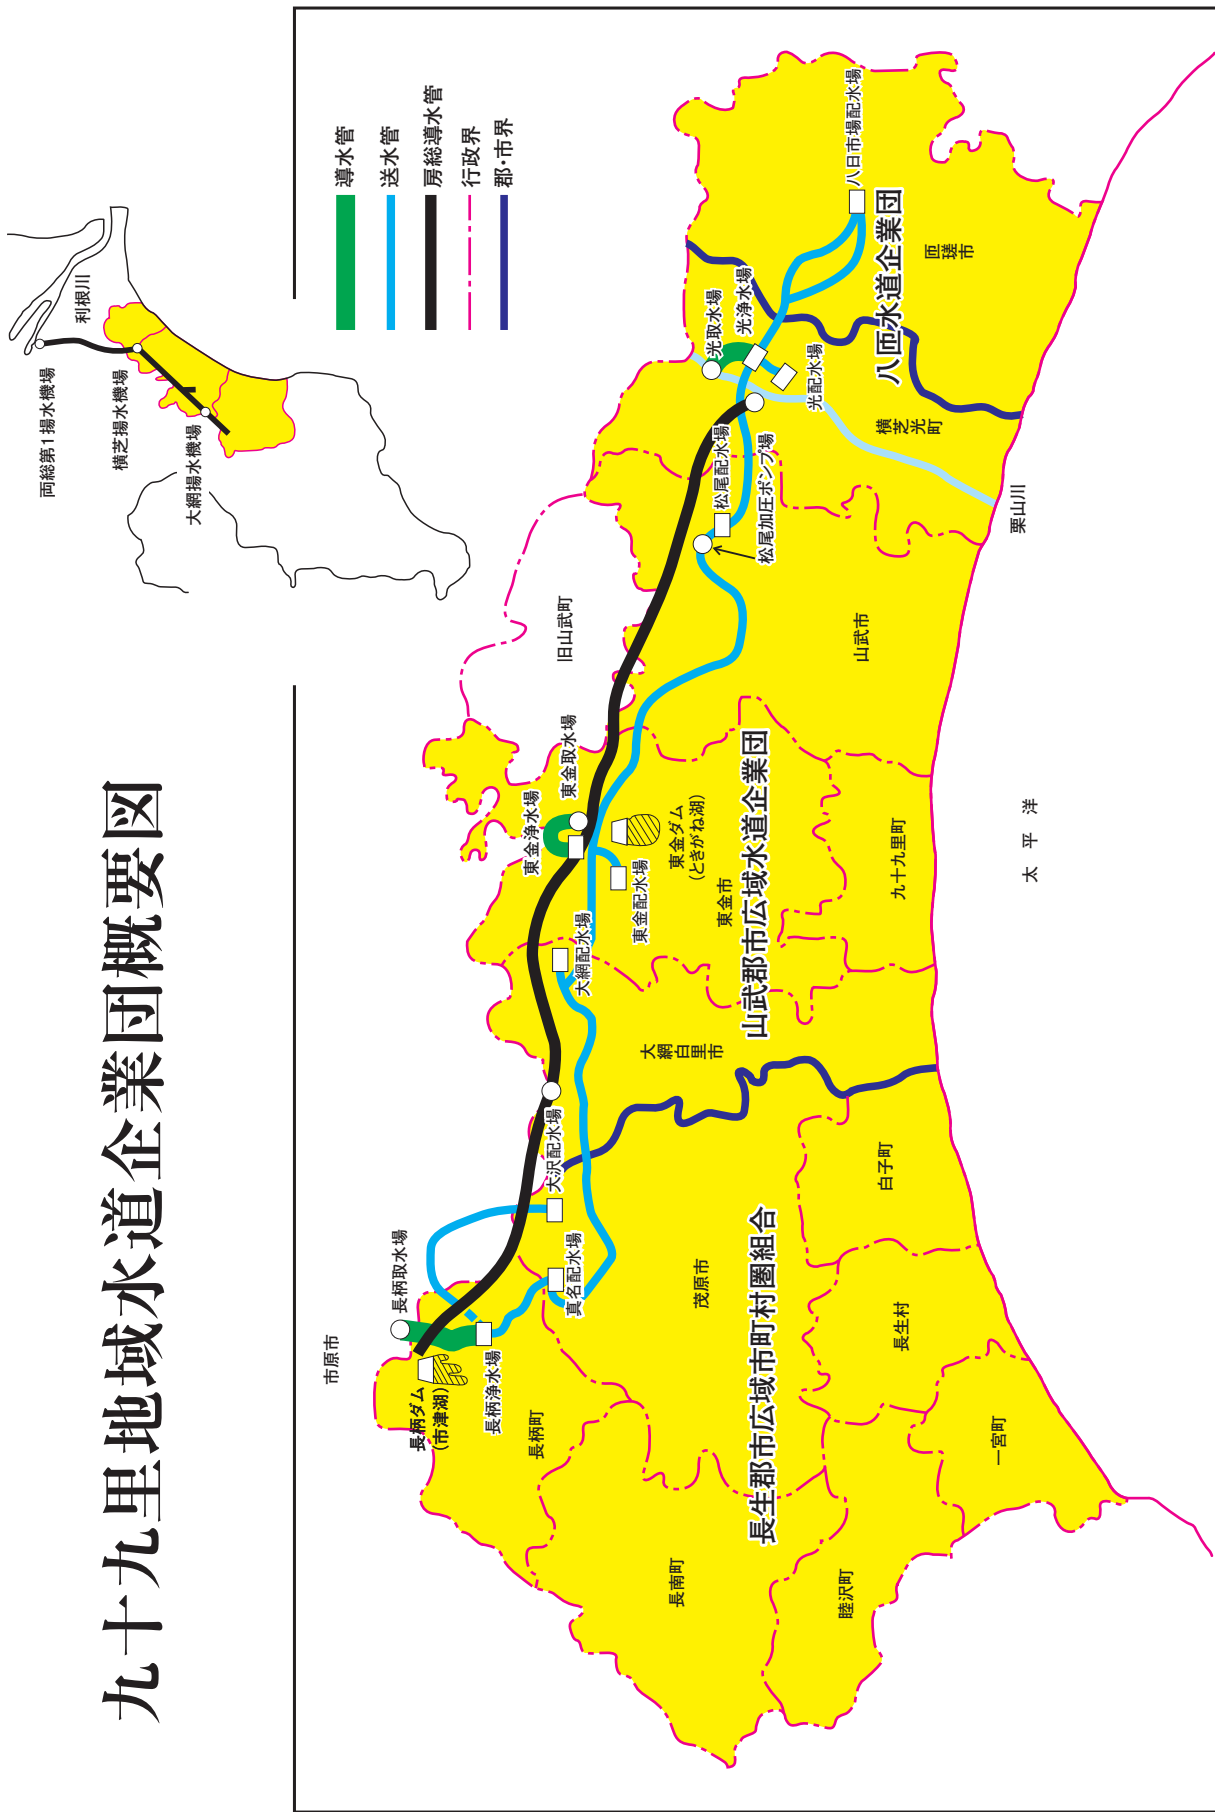 九十九里地域水道企業団概要図
両総第1揚水機場
利根川
横芝揚水機場
大網揚水機場
導水管
送水管
房総導水管
行政界
郡・市界
市原市
長柄取水場
長柄ダム
(市津湖)
長柄浄水場
長柄町
真名配水場
大沢配水場
長南町
茂原市
長生郡市広域市町村圏組合
睦沢町
白子町
長生村
一宮町
大網配水場
東金浄水場
東金取水場
旧山武町
東金配水場
東金ダム
(ときがね湖)
大網
白里市
東金市
山武郡市広域水道企業団
九十九里町
山武市
松尾配水場
松尾加圧ポンプ場
光取水場
光浄水場
光配水場
八日市場配水場
八匝水道企業団
横芝
光町
匝瑳
市
栗山川
太平洋